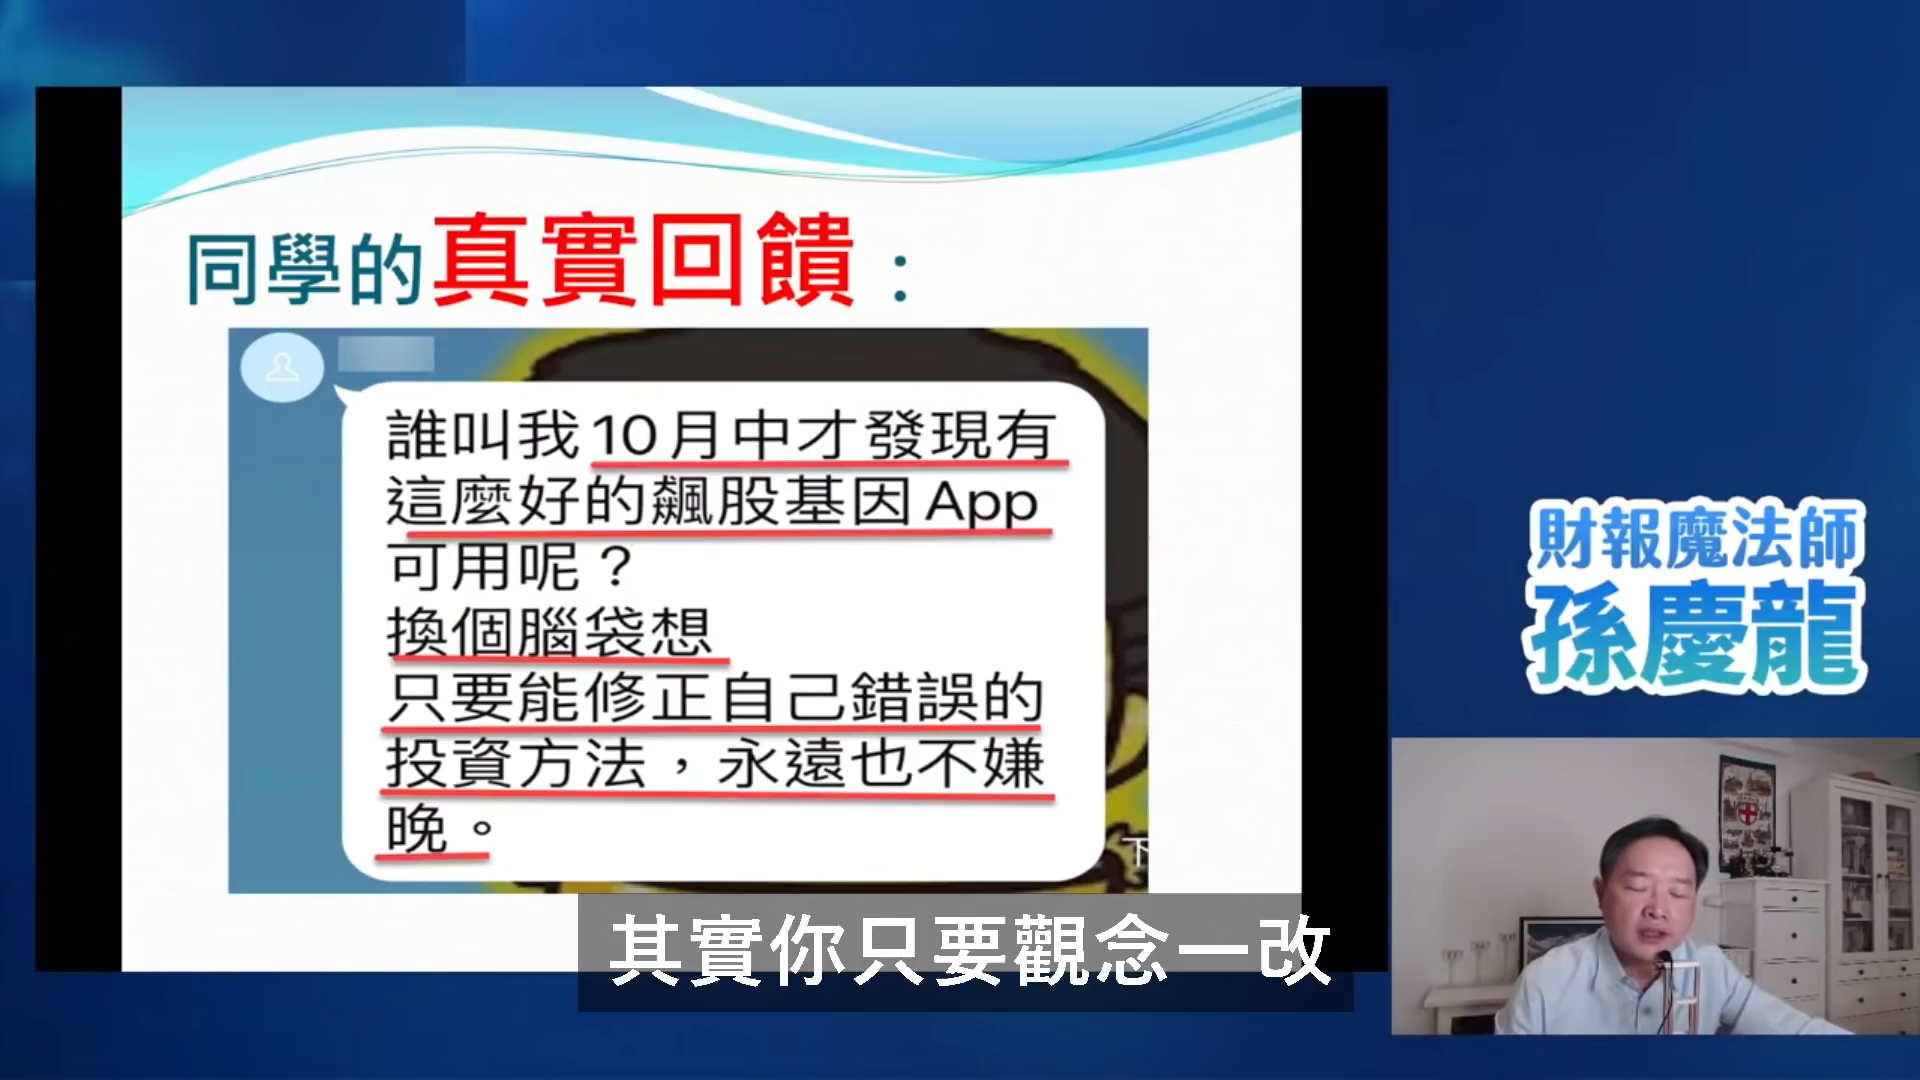 同學的真實回饋：
誰叫我10月中才發現有
這麼好的飆股基因App
可用呢？
換個腦袋想
只要能修正自己錯誤的
投資方法，永遠也不嫌
晚。
下
財報魔法師
孫慶龍
其實你只要觀念一改